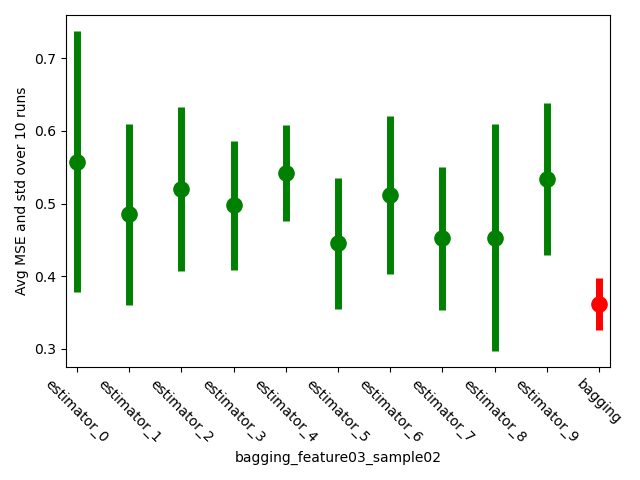 Avg MSE and std over 10 runs
0.7
0.6
0.5
0.4
0.3
estimator_0
estimator_1
estimator_2
estimator_3
estimator_4
estimator_5
estimator_6
estimator_7
estimator_8
estimator_9
bagging
bagging_feature03_sample02